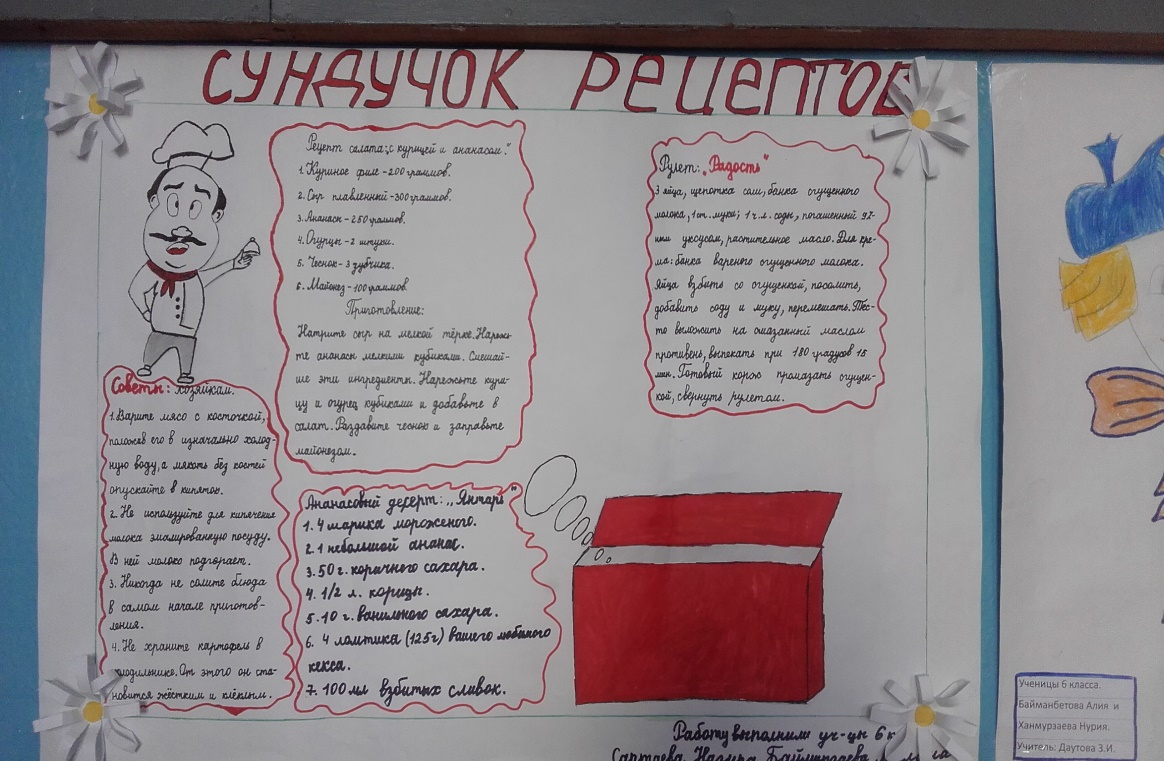 СУНДУЧОК РЕЦЕПТОВ
Рецепт салата: „с курицей и ананасом."
1. Куриное филе - 200 граммов.
2. Сыр плавленный - 300 граммов.
3. Ананасы - 250 граммов.
4. Огурцы - 2 штуки.
5. Чеснок - 3 зубчика.
6. Майонез - 100 граммов
Приготовление:
Натрите сыр на мелкой тёрке. Нарежь-
те ананасы мелкими кубиками. Смешай-
те эти ингредиенты. Нарежьте кури-
цу и огурец кубиками и добавьте в
салат. Раздавите чеснок и заправьте
майонезом.
Рулет: „Радость"
3 яйца, щепотка соли, банка сгущенного
молока, 1 ст. муки; 1 ч.л. соды, погашенный 9%-
ным уксусом, растительное масло. Для кре-
ма: банка вареного сгущенного молока.
Яйца взбить со сгущенкой, посолить,
добавить соду и муку, перемешать. Тес-
то выложить на смазанный маслом
противень, выпекать при 180 градусов 15
мин. Готовый корж промазать сгущен-
кой, свернуть рулетом.
Советы: хозяйкам.
1. Варите мясо с косточкой,
положив его в изначально холод-
ную воду, а мякоть без костей
опускайте в кипяток.
2. Не используйте для кипячения
молока эмалированную посуду.
В ней молоко подгорает.
3. Никогда не солите блюда
в самом начале приготов-
ления.
4. Не храните картофель в
холодильнике. От этого он ста-
новится жёстким и клёклым.
Ананасовый десерт: „Янтарь"
1. 4 шарика мороженого.
2. 1 небольшой ананас.
3. 50 г. коричного сахара.
4. 1/2 л. корицы.
5. 10 г. ванильного сахара.
6. 4 ломтика (125г) вашего любимого
кекса.
7. 100 мл взбитых сливок.
Работу выполнили уч-цы 6 к
Ученицы 6 класса.
Байманбетова Алия и
Ханмурзаева Нурия.
Учитель: Даутова З.И.